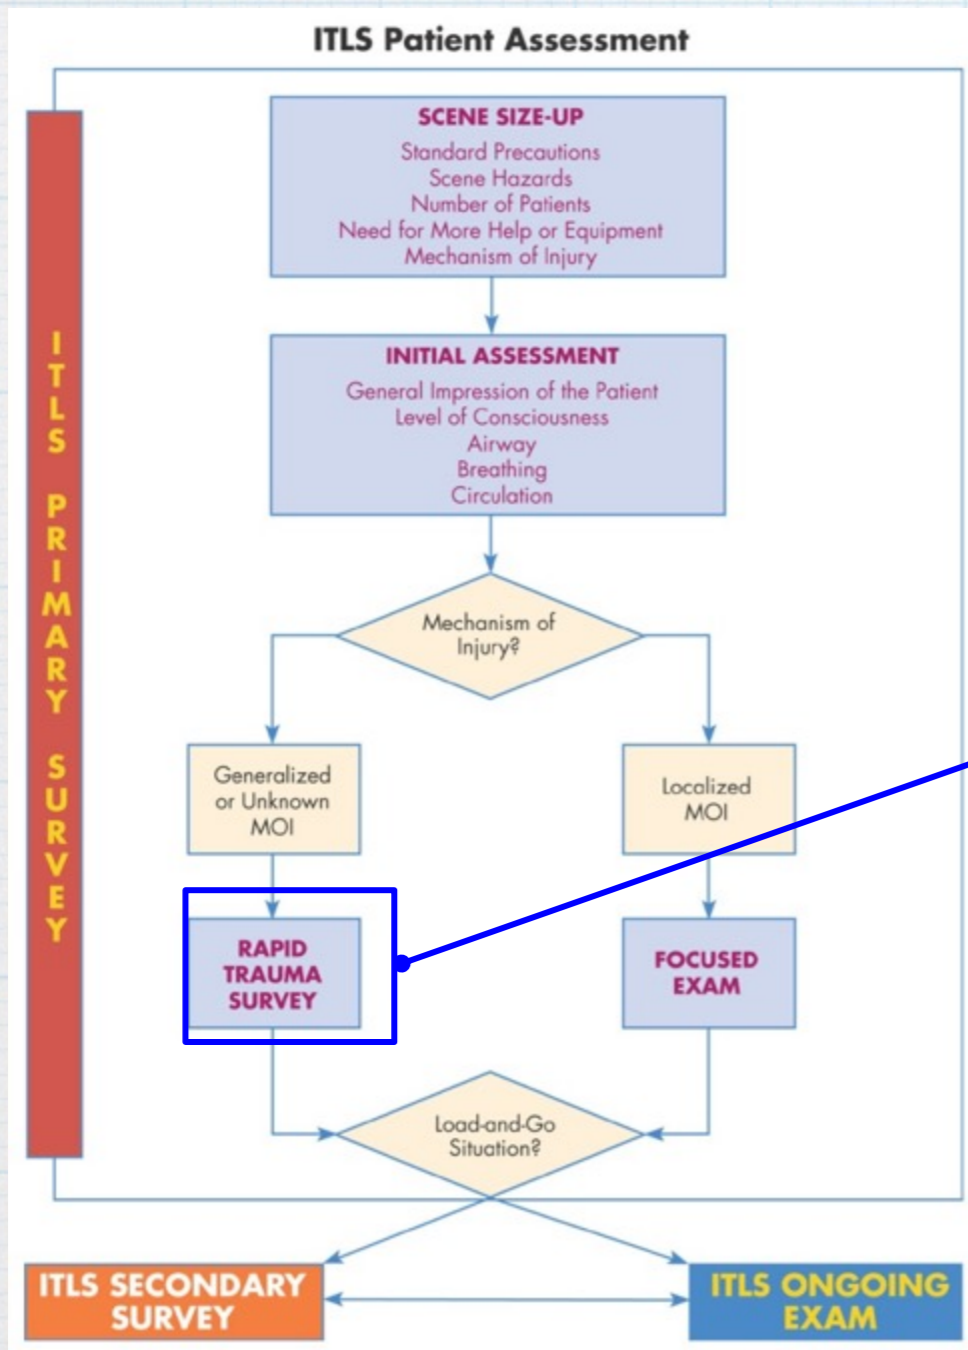 ITLS Patient Assessment
ITLS PRIMARY SURVEY
SCENE SIZE-UP
Standard Precautions
Scene Hazards
Number of Patients
Need for More Help or Equipment
Mechanism of Injury
INITIAL ASSESSMENT
General Impression of the Patient
Level of Consciousness
Airway
Breathing
Circulation
Mechanism of
Injury?
Generalized
or Unknown
MOI
Localized
MOI
RAPID
TRAUMA
SURVEY
FOCUSED
EXAM
Load-and-Go
Situation?
ITLS SECONDARY
SURVEY
ITLS ONGOING
EXAM